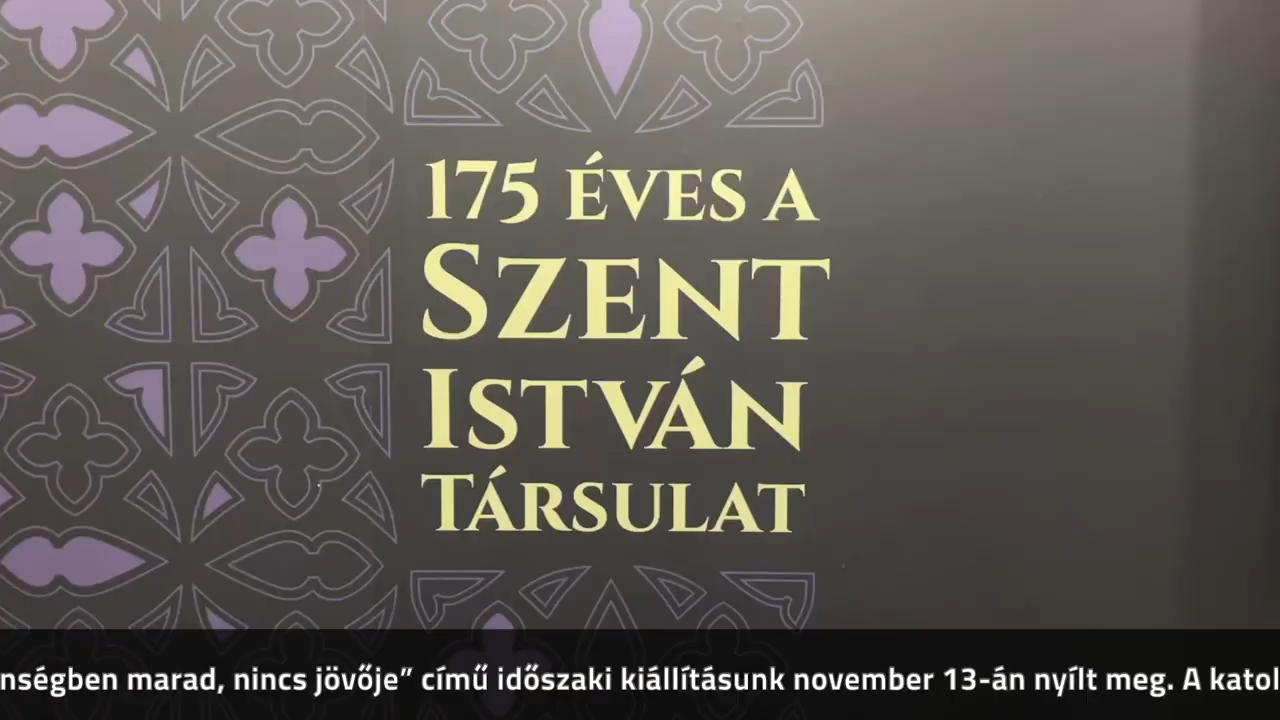 175 ÉVES A
SZENT
ISTVÁN
TÁRSULAT
nségben marad, nincs jövője” című időszaki kiállításunk november 13-án nyílt meg. A katol